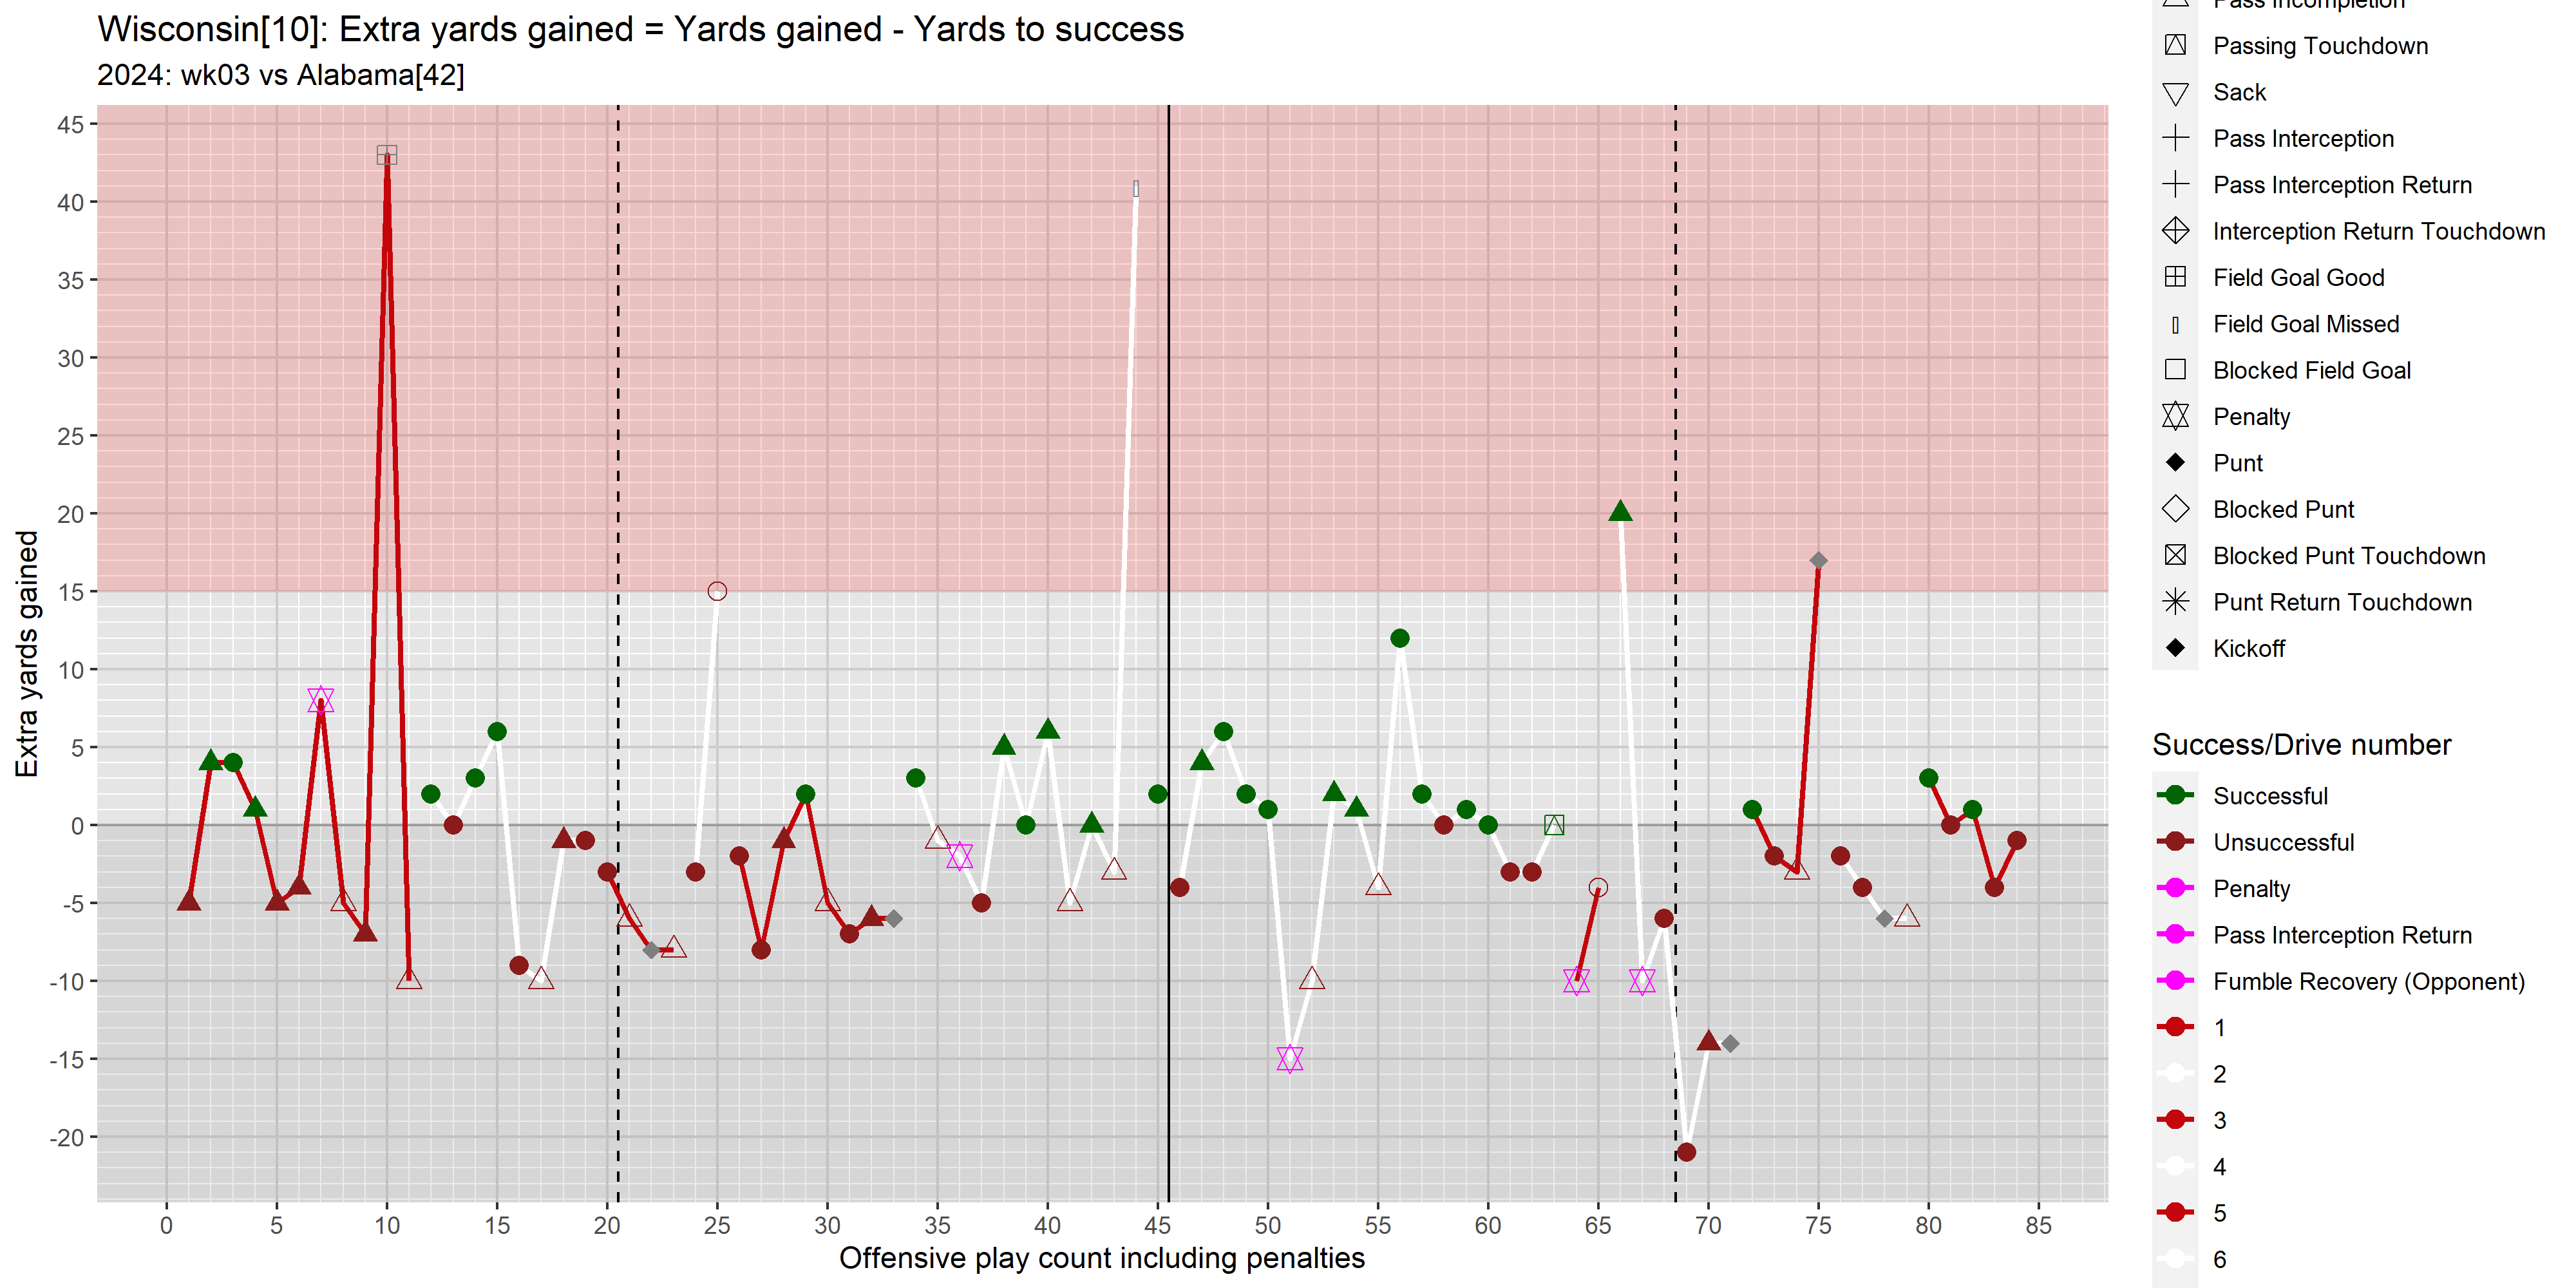 Wisconsin[10]: Extra yards gained = Yards gained - Yards to success
2024: wk03 vs Alabama[42]
Extra yards gained
45
40
35
30
25
20
15
10
5
0
-5
-10
-15
-20
0 5 10 15 20 25 30 35 40 45 50 55 60 65 70 75 80 85
Offensive play count including penalties
Pass Incompletion
Passing Touchdown
Sack
Pass Interception
Pass Interception Return
Interception Return Touchdown
Field Goal Good
Field Goal Missed
Blocked Field Goal
Penalty
Punt
Blocked Punt
Blocked Punt Touchdown
Punt Return Touchdown
Kickoff
Success/Drive number
Successful
Unsuccessful
Penalty
Pass Interception Return
Fumble Recovery (Opponent)
1
2
3
4
5
6